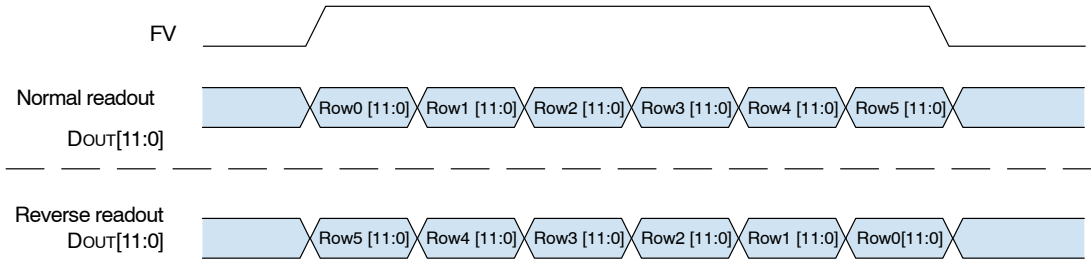 FV
Normal readout
DOUT[11:0]
Row0 [11:0] Row1 [11:0] Row2 [11:0] Row3 [11:0] Row4 [11:0] Row5 [11:0]
Reverse readout
DOUT[11:0]
Row5 [11:0] Row4 [11:0] Row3 [11:0] Row2 [11:0] Row1 [11:0] Row0[11:0]